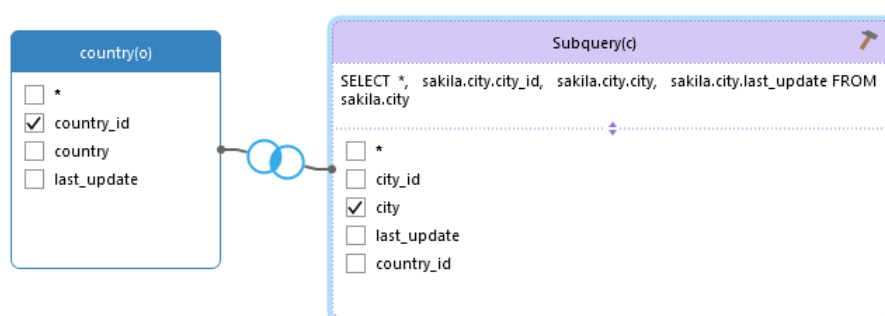 country(o)
*
country_id
country
last_update
Subquery(c)
SELECT *, sakila.city.city_id, sakila.city.city, sakila.city.last_update FROM
sakila.city
*
city_id
city
last_update
country_id